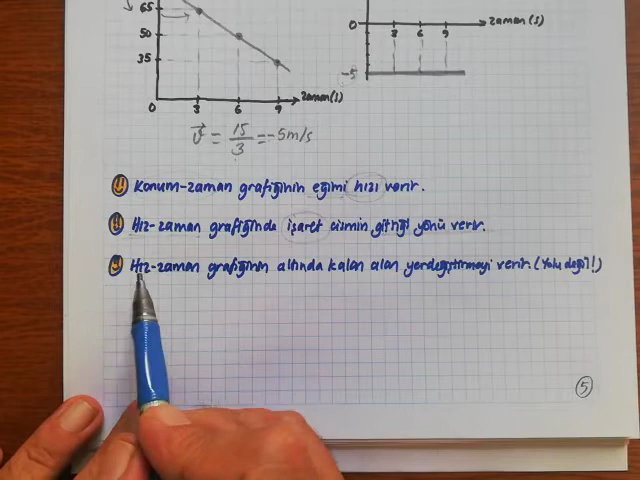 65
50
35
0
3
6
9
zaman(s)
0
3
6
9
zaman(s)
-5
v = 15/3 = -5m/s
Konum-zaman grafiğinin eğimi hızı verir.
Hız-zaman grafiğinde işaret cismin gittiği yönü verir.
Hız-zaman grafiğinin altında kalan alan yerdeğiştirmeyi verir. (Yolu değil!)
5